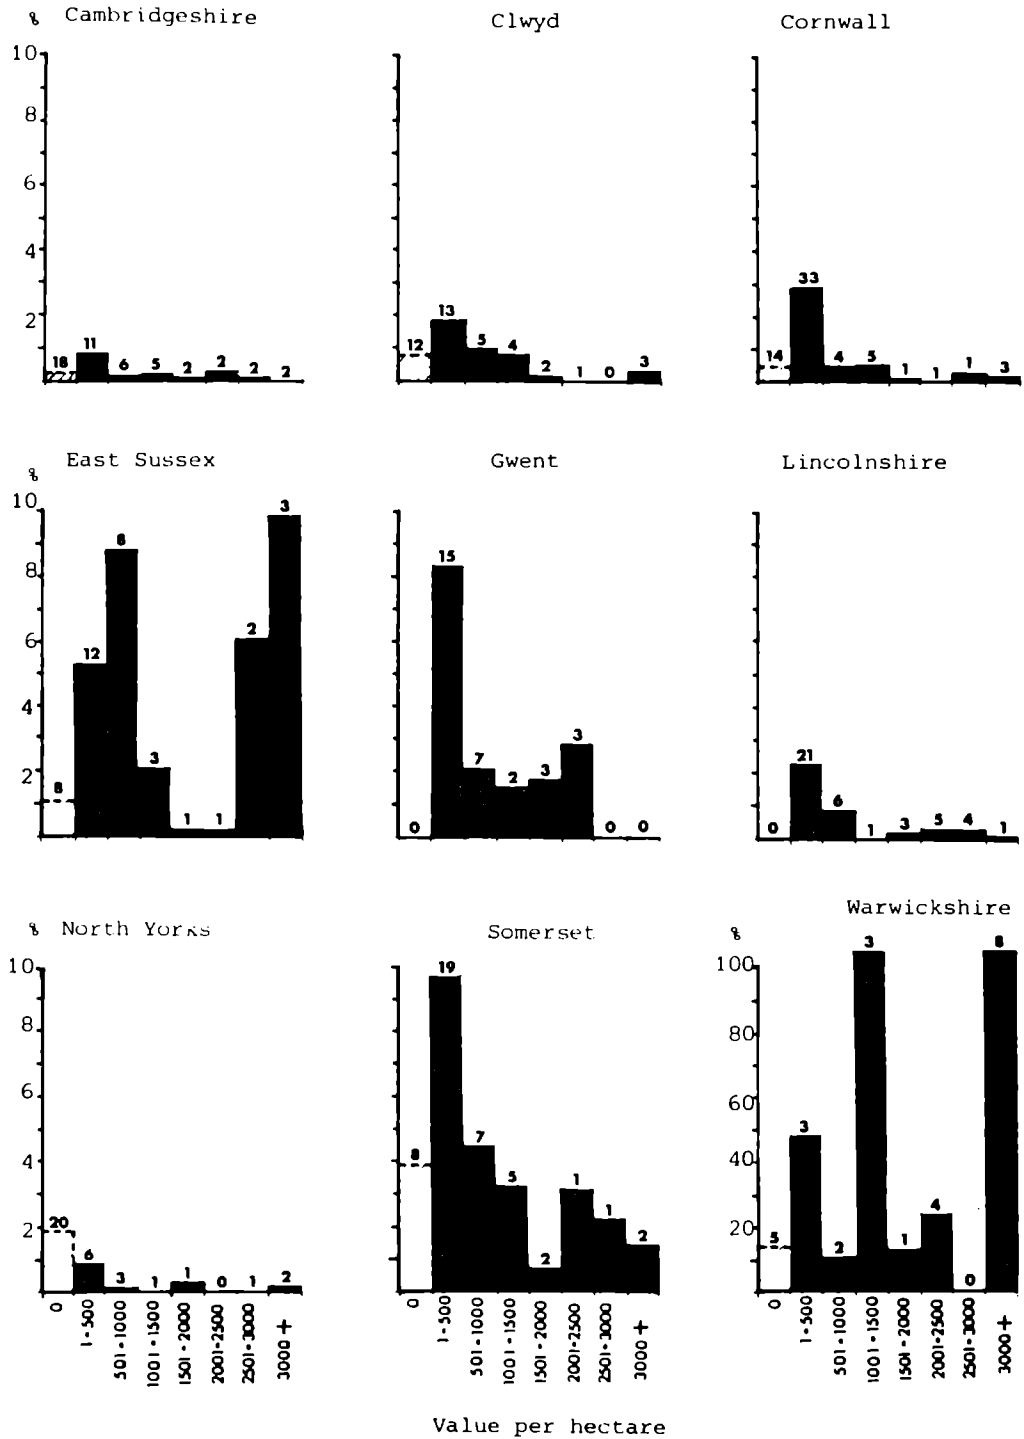 % Cambridgeshire
10
8
6
4
2
18 11 6 5 2 2 2 2
Clwyd
12 13 5 4 2 1 0 3
Cornwall
14 33 4 5 1 1 1 3
East Sussex
%
10
8
6
4
2
8 12 8 3 1 1 2 3
Gwent
0 15 7 2 3 3 0 0
Lincolnshire
0 21 6 1 3 5 4 1
% North Yorks
10
8
6
4
2
20 6 3 1 1 0 1 2
0
1-500
501-1000
1001-1500
1501-2000
2001-2500
2501-3000
3000+
Somerset
8 19 7 5 2 1 1 2
0
1-500
501-1000
1001-1500
1501-2000
2001-2500
2501-3000
3000+
Warwickshire
%
100
80
60
40
20
5 3 2 3 1 4 0 8
0
1-500
501-1000
1001-1500
1501-2000
2001-2500
2501-3000
3000+
Value per hectare